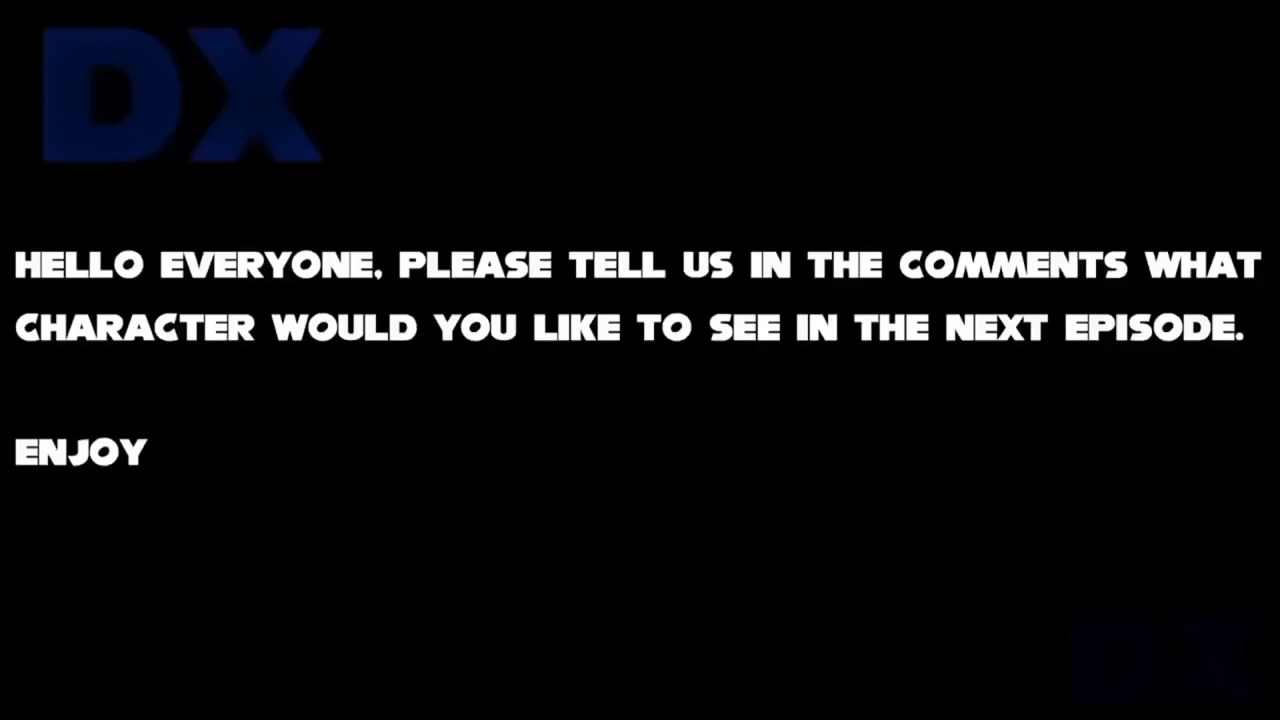 DX
HELLO EVERYONE, PLEASE TELL US IN THE COMMENTS WHAT
CHARACTER WOULD YOU LIKE TO SEE IN THE NEXT EPISODE.
ENJOY
DX